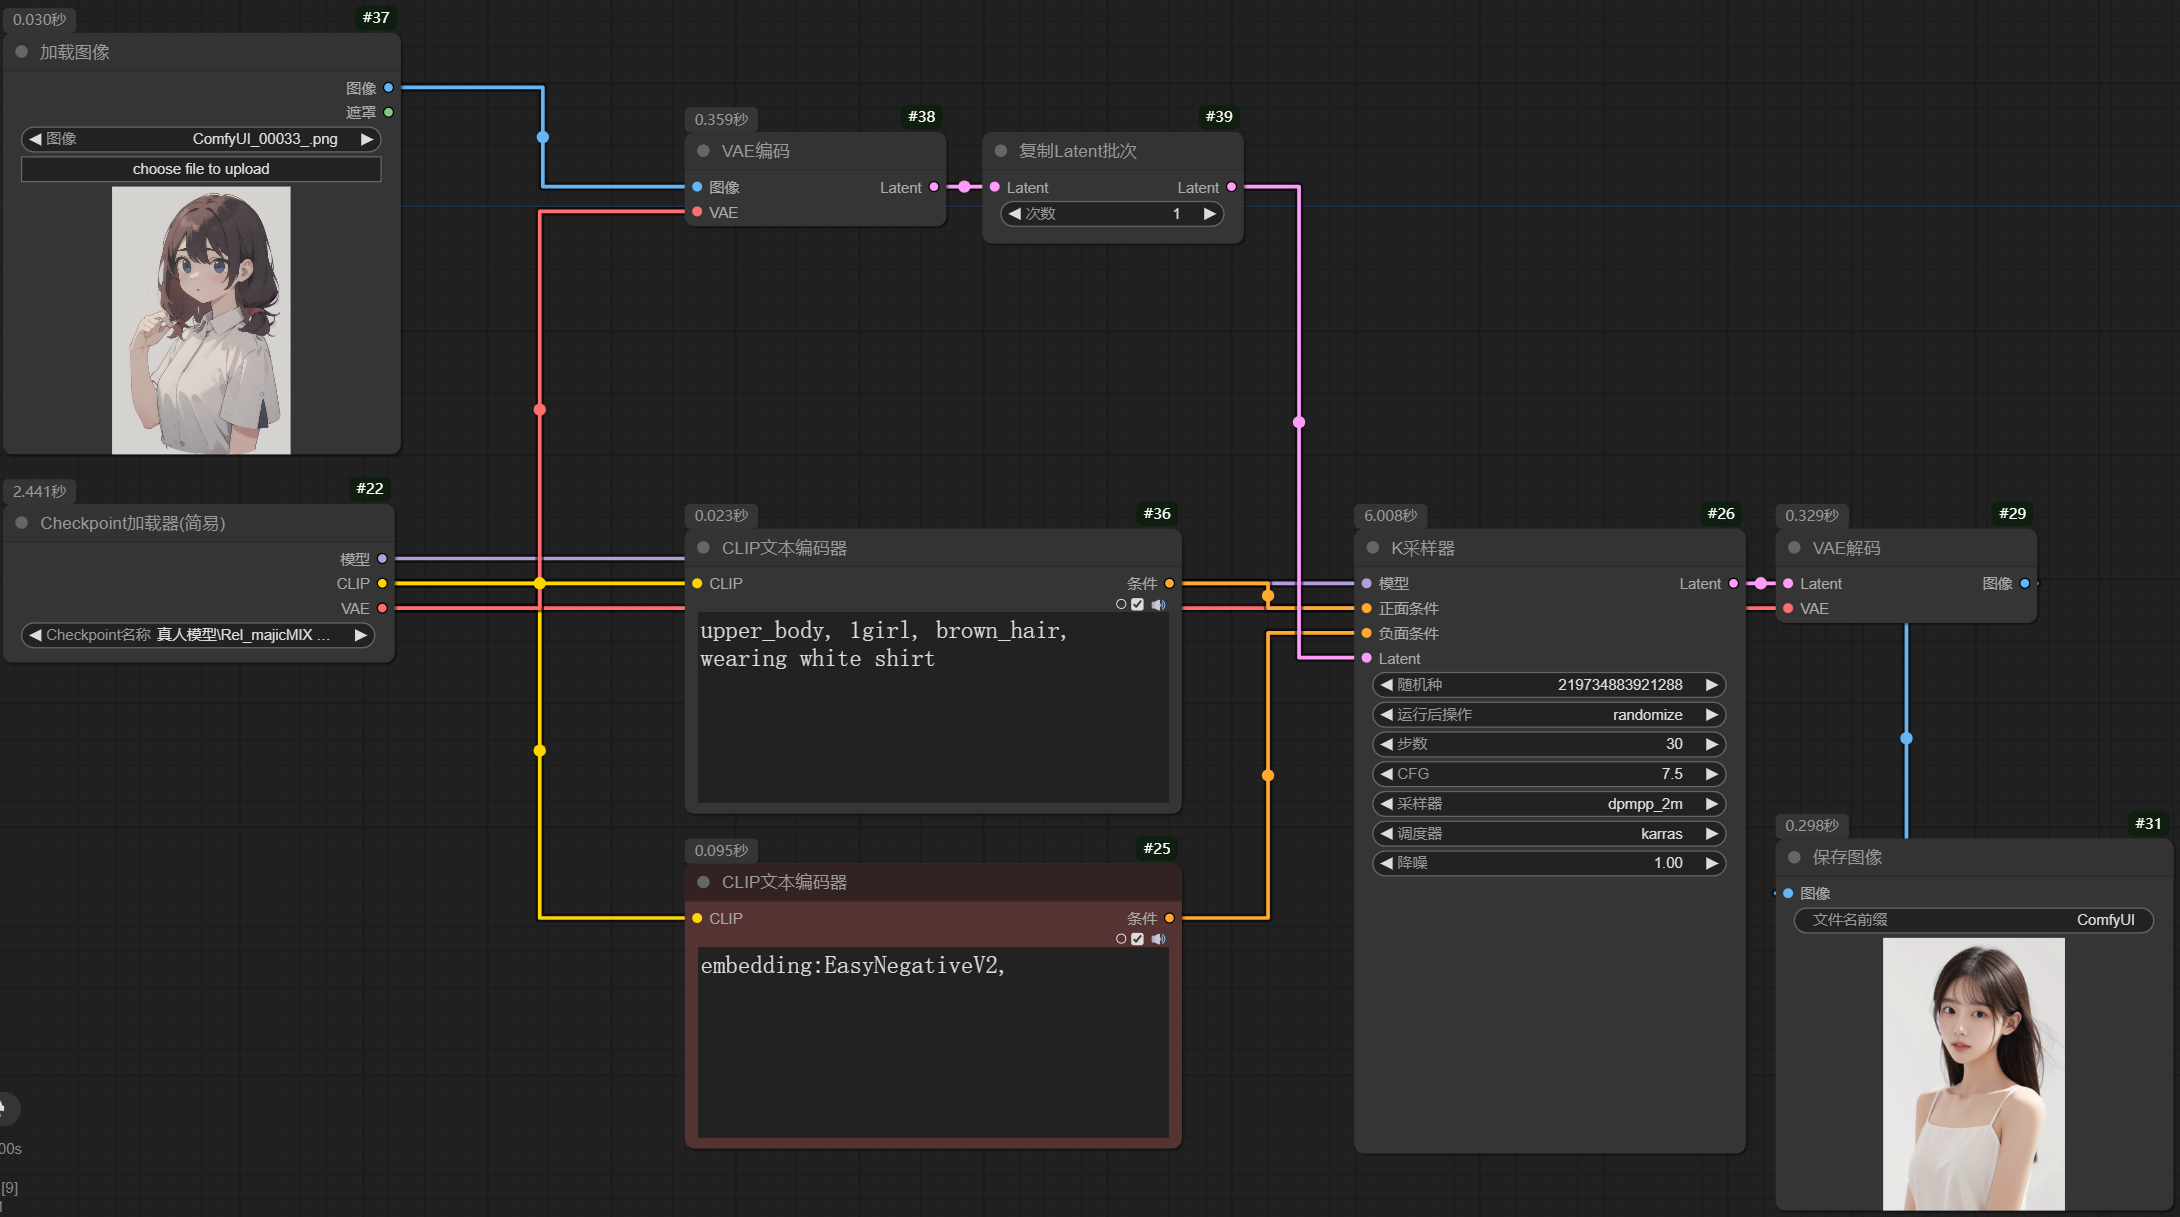 0.030秒
#37
加载图像
图像
遮罩
图像 ComfyUI_00033_.png
choose file to upload
0.359秒
#38
VAE编码
图像 Latent
VAE
#39
复制Latent批次
Latent Latent
次数 1
2.441秒
#22
Checkpoint加载器(简易)
模型
CLIP
VAE
Checkpoint名称 真人模型\Rel_majicMIX ...
0.023秒
#36
CLIP文本编码器
CLIP 条件
upper_body, 1girl, brown_hair,
wearing white shirt
0.095秒
#25
CLIP文本编码器
CLIP 条件
embedding:EasyNegativeV2,
6.008秒
#26
K采样器
模型 Latent
正面条件
负面条件
Latent
随机种 219734883921288
运行后操作 randomize
步数 30
CFG 7.5
采样器 dpmpp_2m
调度器 karras
降噪 1.00
0.329秒
#29
VAE解码
Latent 图像
VAE
0.298秒
#31
保存图像
图像
文件名前缀 ComfyUI
00s
[9]